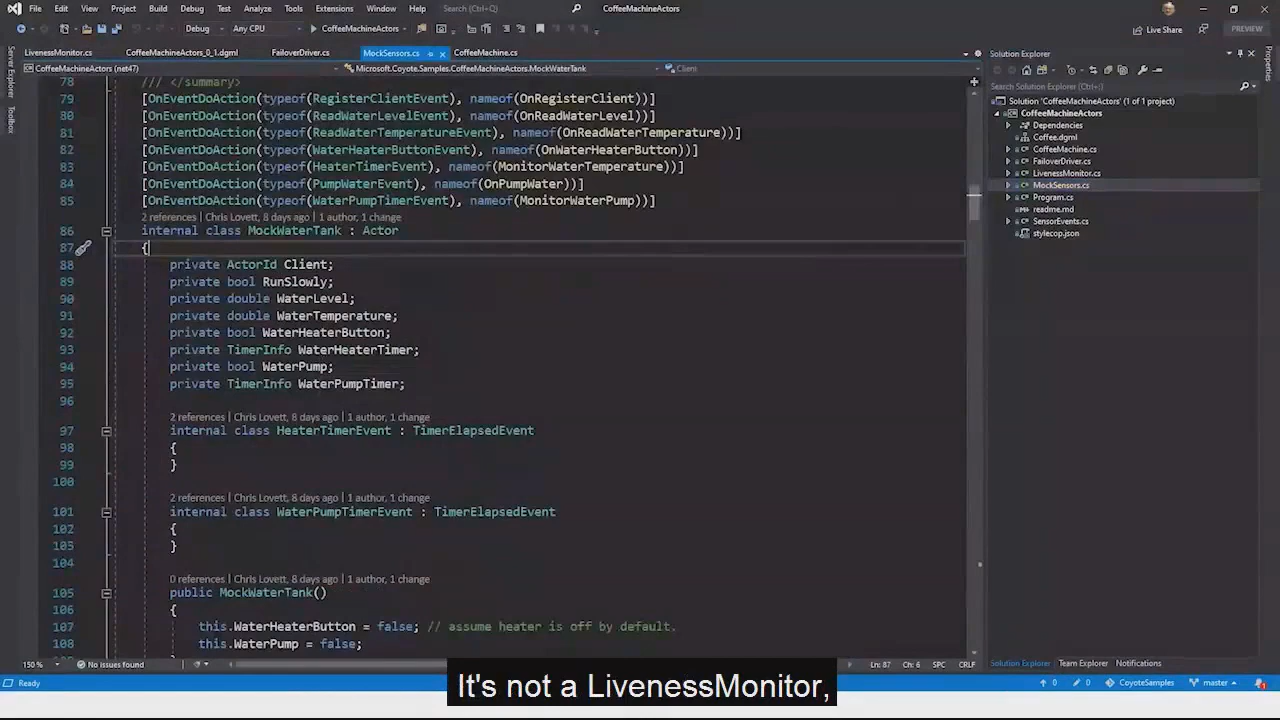 File Edit View Project Build Debug Test Analyze Tools Extensions Window Help Search (Ctrl+Q) CoffeeMachineActors
Debug Any CPU CoffeeMachineActors Live Share PREVIEW
Server Explorer
Toolbox
Properties
LivenessMonitor.cs CoffeeMachineActors_0_1.dgml FailoverDriver.cs MockSensors.cs CoffeeMachine.cs
CoffeeMachineActors (net47) Microsoft.Coyote.Samples.CoffeeMachineActors.MockWaterTank Client
78 /// </summary>
79 [OnEventDoAction(typeof(RegisterClientEvent), nameof(OnRegisterClient))]
80 [OnEventDoAction(typeof(ReadWaterLevelEvent), nameof(OnReadWaterLevel))]
81 [OnEventDoAction(typeof(ReadWaterTemperatureEvent), nameof(OnReadWaterTemperature))]
82 [OnEventDoAction(typeof(WaterHeaterButtonEvent), nameof(OnWaterHeaterButton))]
83 [OnEventDoAction(typeof(HeaterTimerEvent), nameof(MonitorWaterTemperature))]
84 [OnEventDoAction(typeof(PumpWaterEvent), nameof(OnPumpWater))]
85 [OnEventDoAction(typeof(WaterPumpTimerEvent), nameof(MonitorWaterPump))]
2 references | Chris Lovett, 8 days ago | 1 author, 1 change
86 internal class MockWaterTank : Actor
87 {
88 private ActorId Client;
89 private bool RunSlowly;
90 private double WaterLevel;
91 private double WaterTemperature;
92 private bool WaterHeaterButton;
93 private TimerInfo WaterHeaterTimer;
94 private bool WaterPump;
95 private TimerInfo WaterPumpTimer;
96
2 references | Chris Lovett, 8 days ago | 1 author, 1 change
97 internal class HeaterTimerEvent : TimerElapsedEvent
98 {
99 }
100
2 references | Chris Lovett, 8 days ago | 1 author, 1 change
101 internal class WaterPumpTimerEvent : TimerElapsedEvent
102 {
105 }
104
0 references | Chris Lovett, 8 days ago | 1 author, 1 change
105 public MockWaterTank()
106 {
107 this.WaterHeaterButton = false; // assume heater is off by default.
108 this.WaterPump = false;
150 % No issues found Ln: 87 Ch: 6 SPC CRLF
Solution Explorer
Search Solution Explorer (Ctrl+;)
Solution 'CoffeeMachineActors' (1 of 1 project)
CoffeeMachineActors
Dependencies
Coffee.dgml
CoffeeMachine.cs
FailoverDriver.cs
LivenessMonitor.cs
MockSensors.cs
Program.cs
readme.md
SensorEvents.cs
stylecop.json
Solution Explorer Team Explorer Notifications
Ready 0 0 CoyoteSamples master 1
It's not a LivenessMonitor,